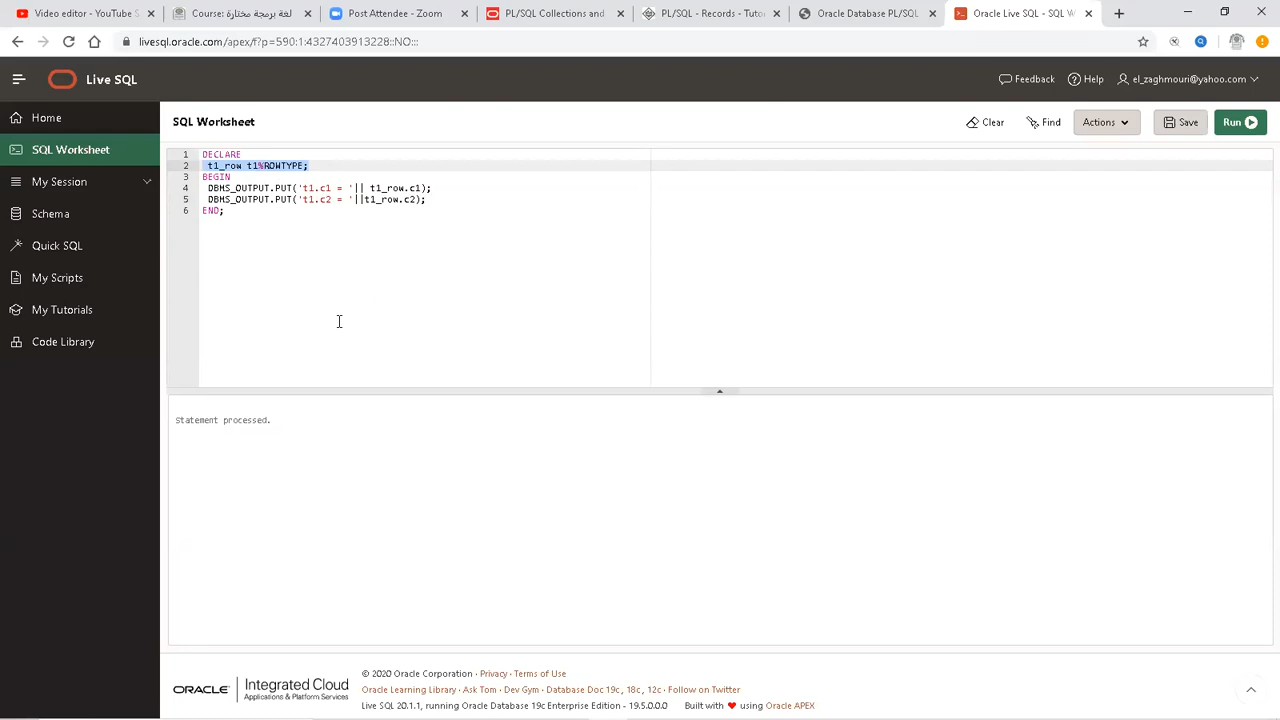 Video editor - YouTube S
Course: لغة برمجة مختارة
Post Attendee - Zoom
PL/SQL Collections and
PL/SQL - Records - Tuto
Oracle Database PL/SQL
Oracle Live SQL - SQL W
livesql.oracle.com/apex/f?p=590:1:4327403913228::NO:::
Live SQL
Feedback
Help
el_zaghmouri@yahoo.com
Home
SQL Worksheet
My Session
Schema
Quick SQL
My Scripts
My Tutorials
Code Library
SQL Worksheet
Clear
Find
Actions
Save
Run
1 DECLARE
2 t1_row t1%ROWTYPE;
3 BEGIN
4 DBMS_OUTPUT.PUT('t1.c1 = '|| t1_row.c1);
5 DBMS_OUTPUT.PUT('t1.c2 = '||t1_row.c2);
6 END;
Statement processed.
ORACLE
Integrated Cloud
Applications & Platform Services
© 2020 Oracle Corporation · Privacy · Terms of Use
Oracle Learning Library · Ask Tom · Dev Gym · Database Doc 19c, 18c, 12c · Follow on Twitter
Live SQL 20.1.1, running Oracle Database 19c Enterprise Edition - 19.5.0.0.0 Built with ❤ using Oracle APEX